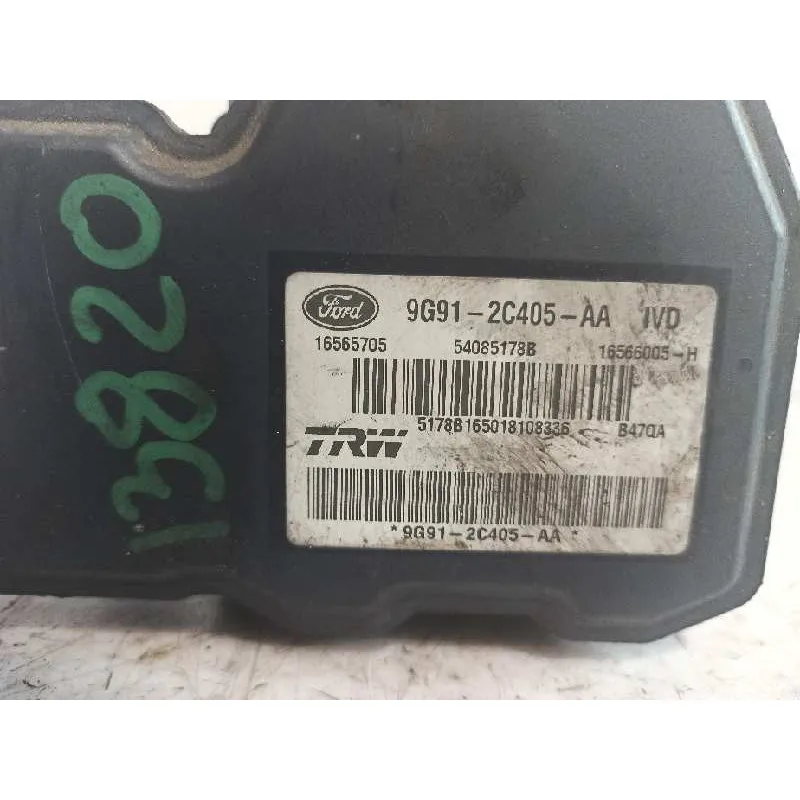 13820
Ford 9G91-2C405-AA IVD
16565705 54085178B 16566005-H
TRW 5178B165018108336 B47QA
*9G91-2C405-AA*